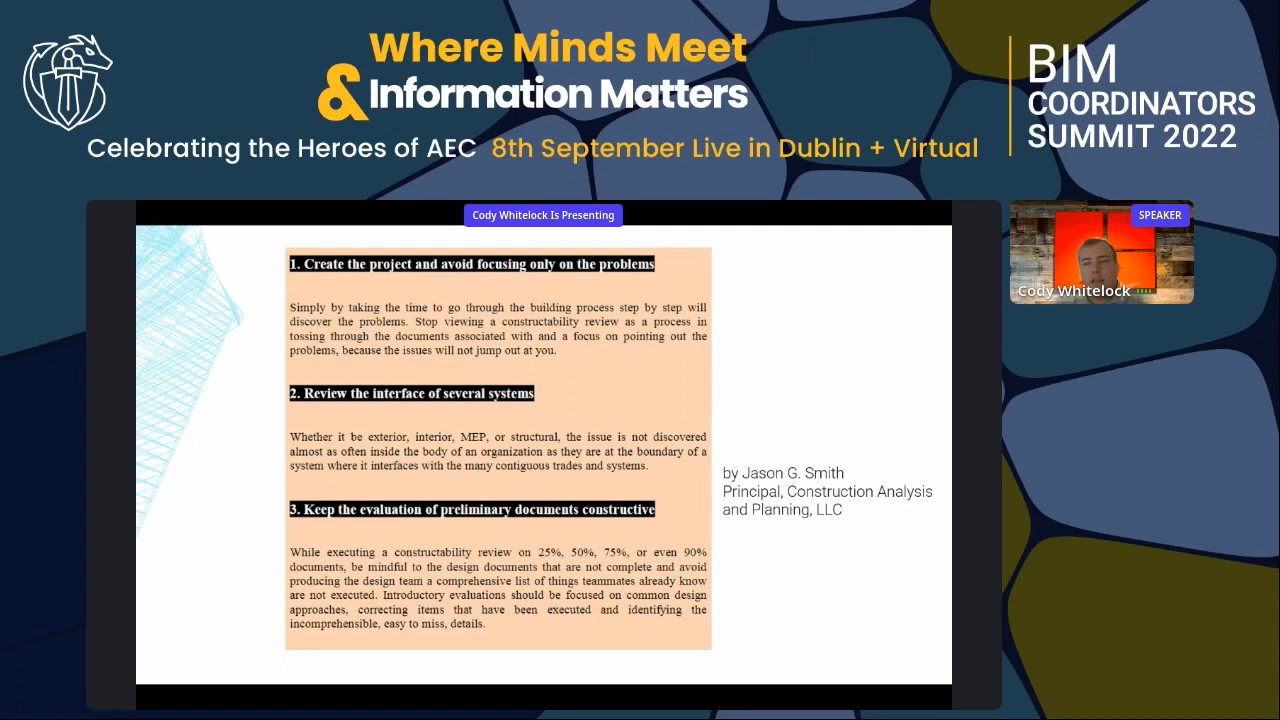 Where Minds Meet
& Information Matters
Celebrating the Heroes of AEC 8th September Live in Dublin + Virtual
BIM
COORDINATORS
SUMMIT 2022
Cody Whitelock Is Presenting
SPEAKER
Cody Whitelock
1. Create the project and avoid focusing only on the problems
Simply by taking the time to go through the building process step by step will
discover the problems. Stop viewing a constructability review as a process in
tossing through the documents associated with and a focus on pointing out the
problems, because the issues will not jump out at you.
2. Review the interface of several systems
Whether it be exterior, interior, MEP, or structural, the issue is not discovered
almost as often inside the body of an organization as they are at the boundary of a
system where it interfaces with the many contiguous trades and systems.
3. Keep the evaluation of preliminary documents constructive
While executing a constructability review on 25%, 50%, 75%, or even 90%
documents, be mindful to the design documents that are not complete and avoid
producing the design team a comprehensive list of things teammates already know
are not executed. Introductory evaluations should be focused on common design
approaches, correcting items that have been executed and identifying the
incomprehensible, easy to miss, details.
by Jason G. Smith
Principal, Construction Analysis
and Planning, LLC